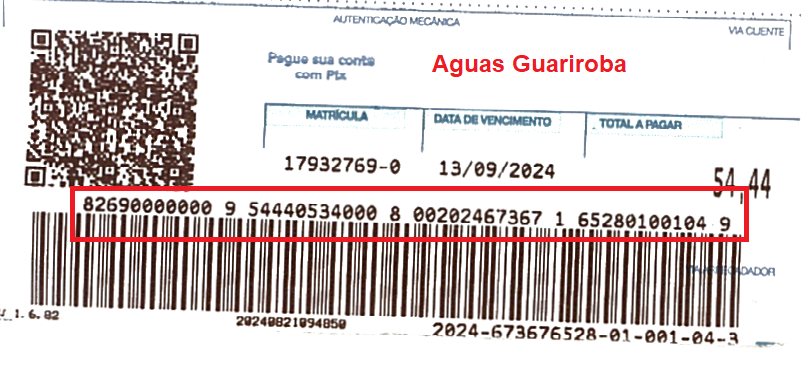 AUTENTICAÇÃO MECÂNICA
VIA CLIENTE
Pague sua conta
com Pix
Aguas Guariroba
MATRÍCULA
DATA DE VENCIMENTO
TOTAL A PAGAR
17932769-0
13/09/2024
54,44
82690000000 9 54440534000 8 00202467367 1 65280100104 9
1.6.82
20240821094850
2024-673676528-01-001-04-3